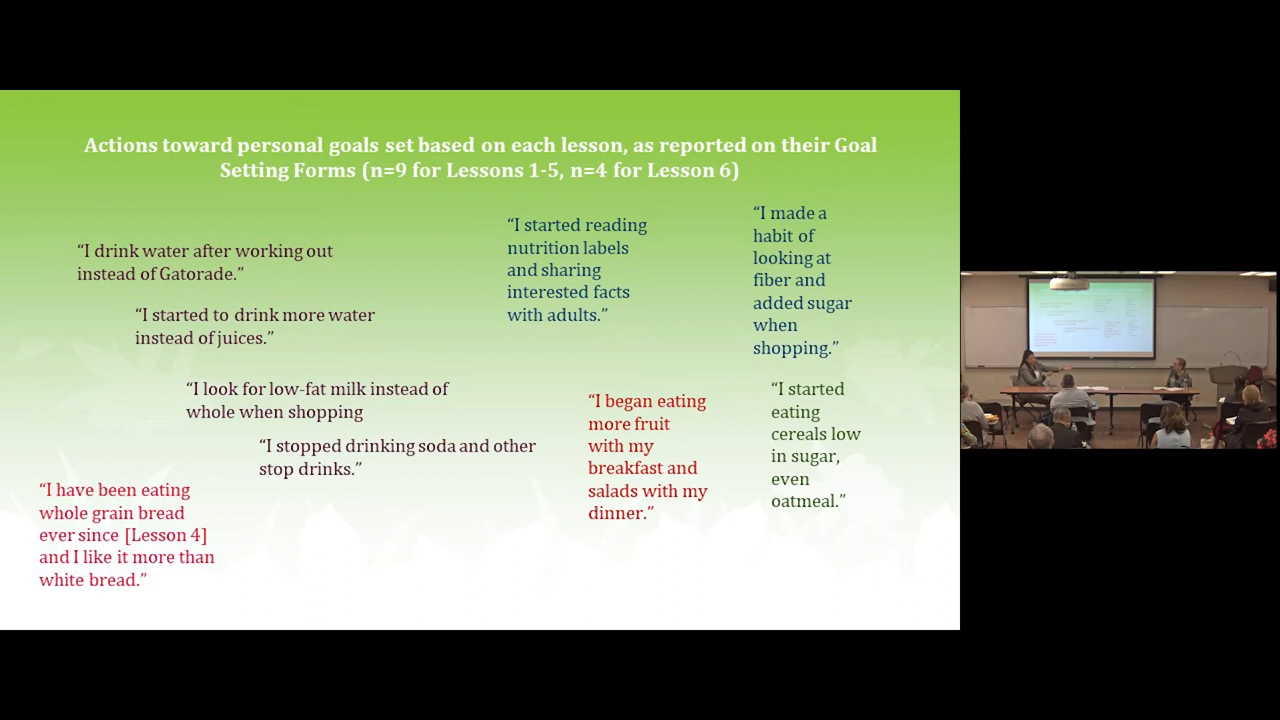 Actions toward personal goals set based on each lesson, as reported on their Goal
Setting Forms (n=9 for Lessons 1-5, n=4 for Lesson 6)
“I drink water after working out
instead of Gatorade.”
“I started to drink more water
instead of juices.”
“I look for low-fat milk instead of
whole when shopping
“I stopped drinking soda and other
stop drinks.”
“I have been eating
whole grain bread
ever since [Lesson 4]
and I like it more than
white bread.”
“I started reading
nutrition labels
and sharing
interested facts
with adults.”
“I began eating
more fruit
with my
breakfast and
salads with my
dinner.”
“I made a
habit of
looking at
fiber and
added sugar
when
shopping.”
“I started
eating
cereals low
in sugar,
even
oatmeal.”